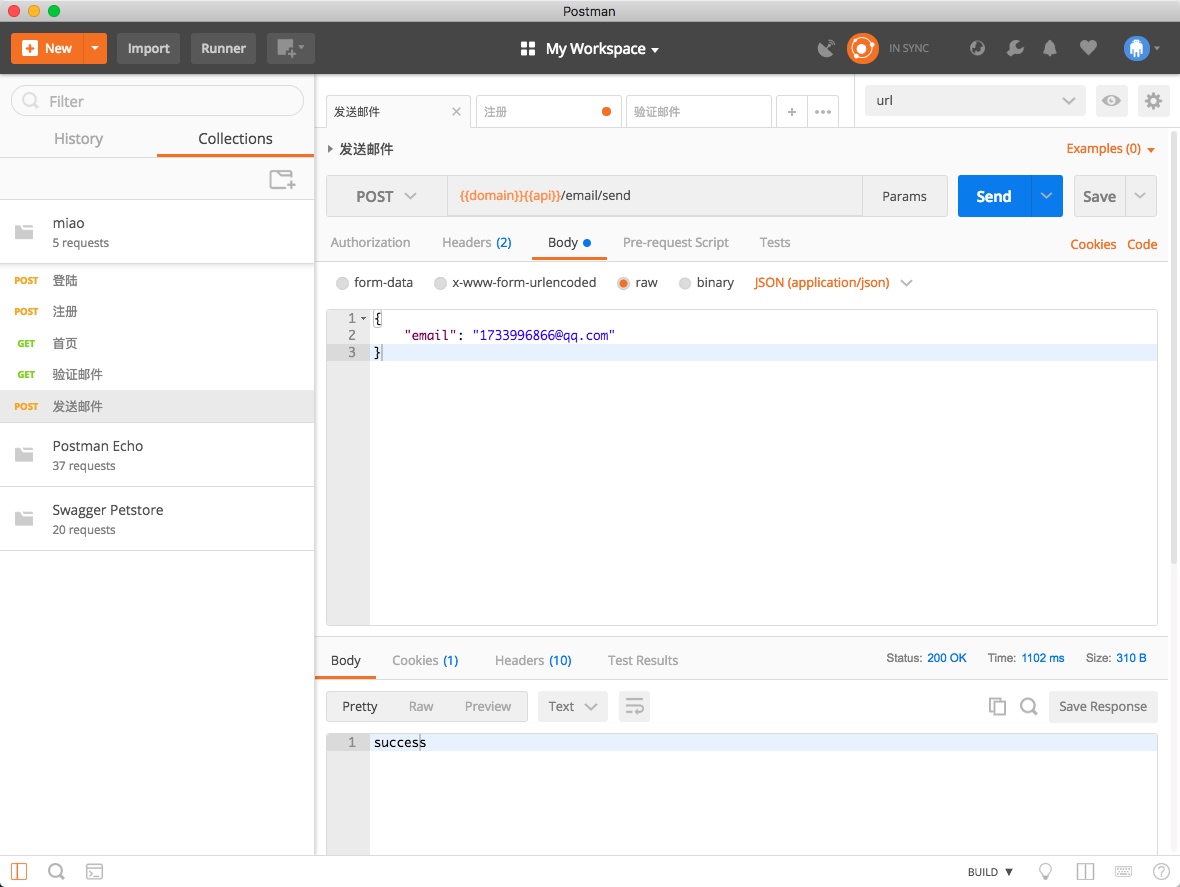 Postman
New
Import
Runner
My Workspace
IN SYNC
Filter
History
Collections
miao
5 requests
POST 登陆
POST 注册
GET 首页
GET 验证邮件
POST 发送邮件
Postman Echo
37 requests
Swagger Petstore
20 requests
发送邮件
注册
验证邮件
url
发送邮件
Examples (0)
POST
{{domain}}{{api}}/email/send
Params
Send
Save
Authorization
Headers (2)
Body
Pre-request Script
Tests
Cookies
Code
form-data
x-www-form-urlencoded
raw
binary
JSON (application/json)
1 {
2 "email": "1733996866@qq.com"
3 }
Body
Cookies (1)
Headers (10)
Test Results
Status: 200 OK
Time: 1102 ms
Size: 310 B
Pretty
Raw
Preview
Text
Save Response
1 success
BUILD